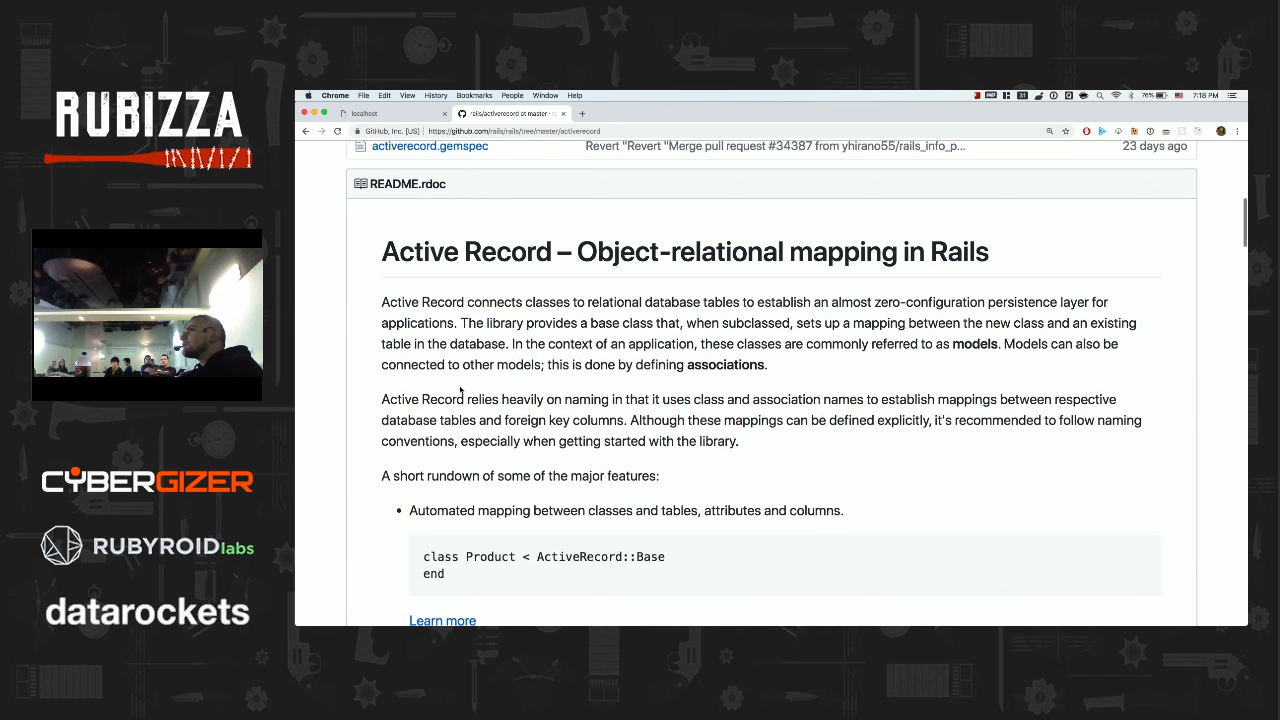 RUBIZZA
CYBERGIZER
RUBYROIDlabs
datarockets
Chrome File Edit View History Bookmarks People Window Help
31 76% 7:18 PM
localhost
rails/activerecord at master · r
GitHub, Inc. [US] | https://github.com/rails/rails/tree/master/activerecord
activerecord.gemspec Revert "Revert "Merge pull request #34387 from yhirano55/rails_info_p... 23 days ago
README.rdoc
Active Record – Object-relational mapping in Rails
Active Record connects classes to relational database tables to establish an almost zero-configuration persistence layer for
applications. The library provides a base class that, when subclassed, sets up a mapping between the new class and an existing
table in the database. In the context of an application, these classes are commonly referred to as models. Models can also be
connected to other models; this is done by defining associations.
Active Record relies heavily on naming in that it uses class and association names to establish mappings between respective
database tables and foreign key columns. Although these mappings can be defined explicitly, it's recommended to follow naming
conventions, especially when getting started with the library.
A short rundown of some of the major features:
• Automated mapping between classes and tables, attributes and columns.
class Product < ActiveRecord::Base
end
Learn more